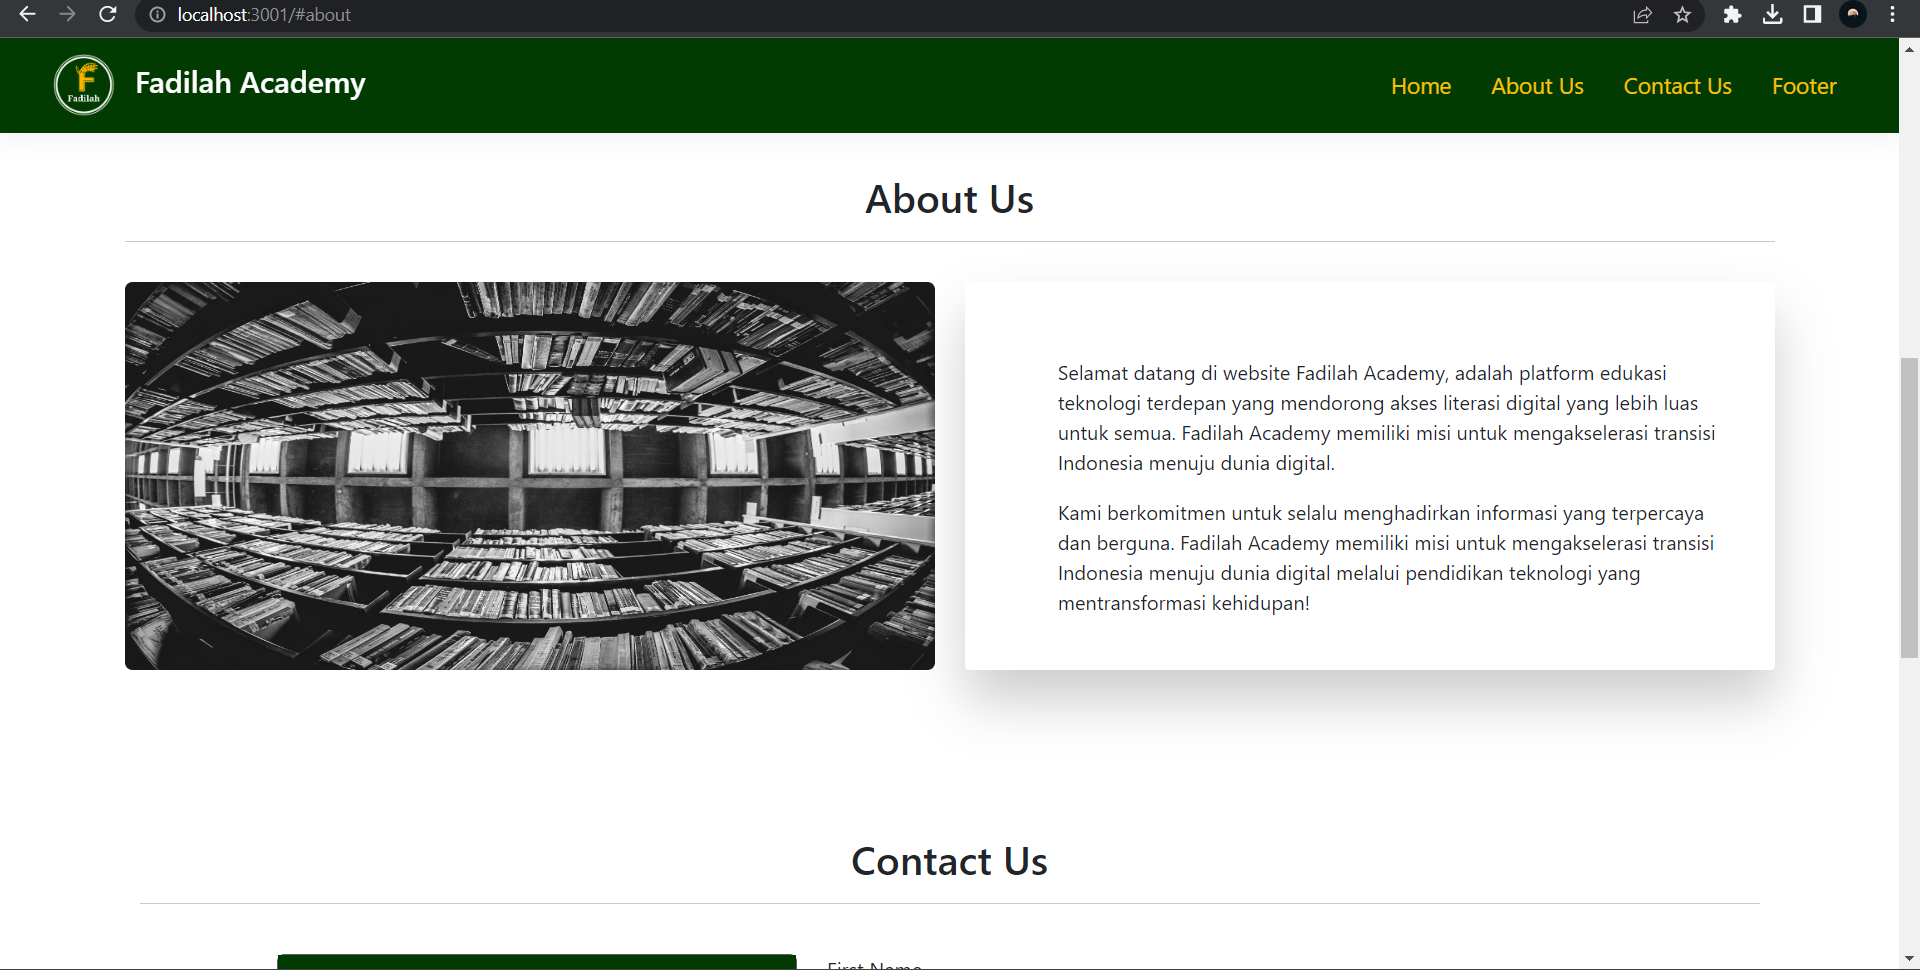 localhost:3001/#about
F
Fadilah
Fadilah Academy
Home
About Us
Contact Us
Footer
About Us
Selamat datang di website Fadilah Academy, adalah platform edukasi
teknologi terdepan yang mendorong akses literasi digital yang lebih luas
untuk semua. Fadilah Academy memiliki misi untuk mengakselerasi transisi
Indonesia menuju dunia digital.
Kami berkomitmen untuk selalu menghadirkan informasi yang terpercaya
dan berguna. Fadilah Academy memiliki misi untuk mengakselerasi transisi
Indonesia menuju dunia digital melalui pendidikan teknologi yang
mentransformasi kehidupan!
Contact Us
First Name